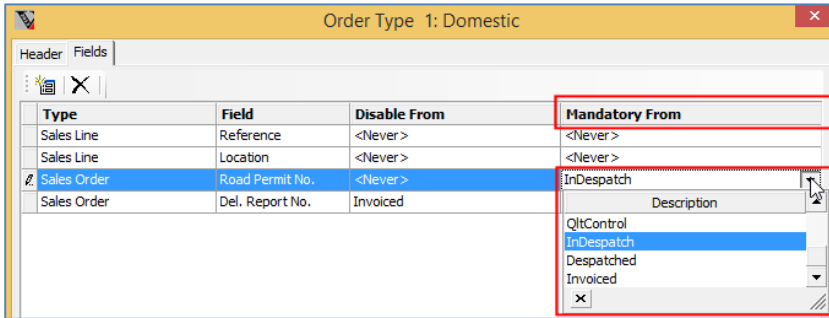 Order Type 1: Domestic
Header Fields
Type Field Disable From Mandatory From
Sales Line Reference <Never> <Never>
Sales Line Location <Never> <Never>
Sales Order Road Permit No. <Never> InDespatch
Sales Order Del. Report No. Invoiced
Description
QltControl
InDespatch
Despatched
Invoiced